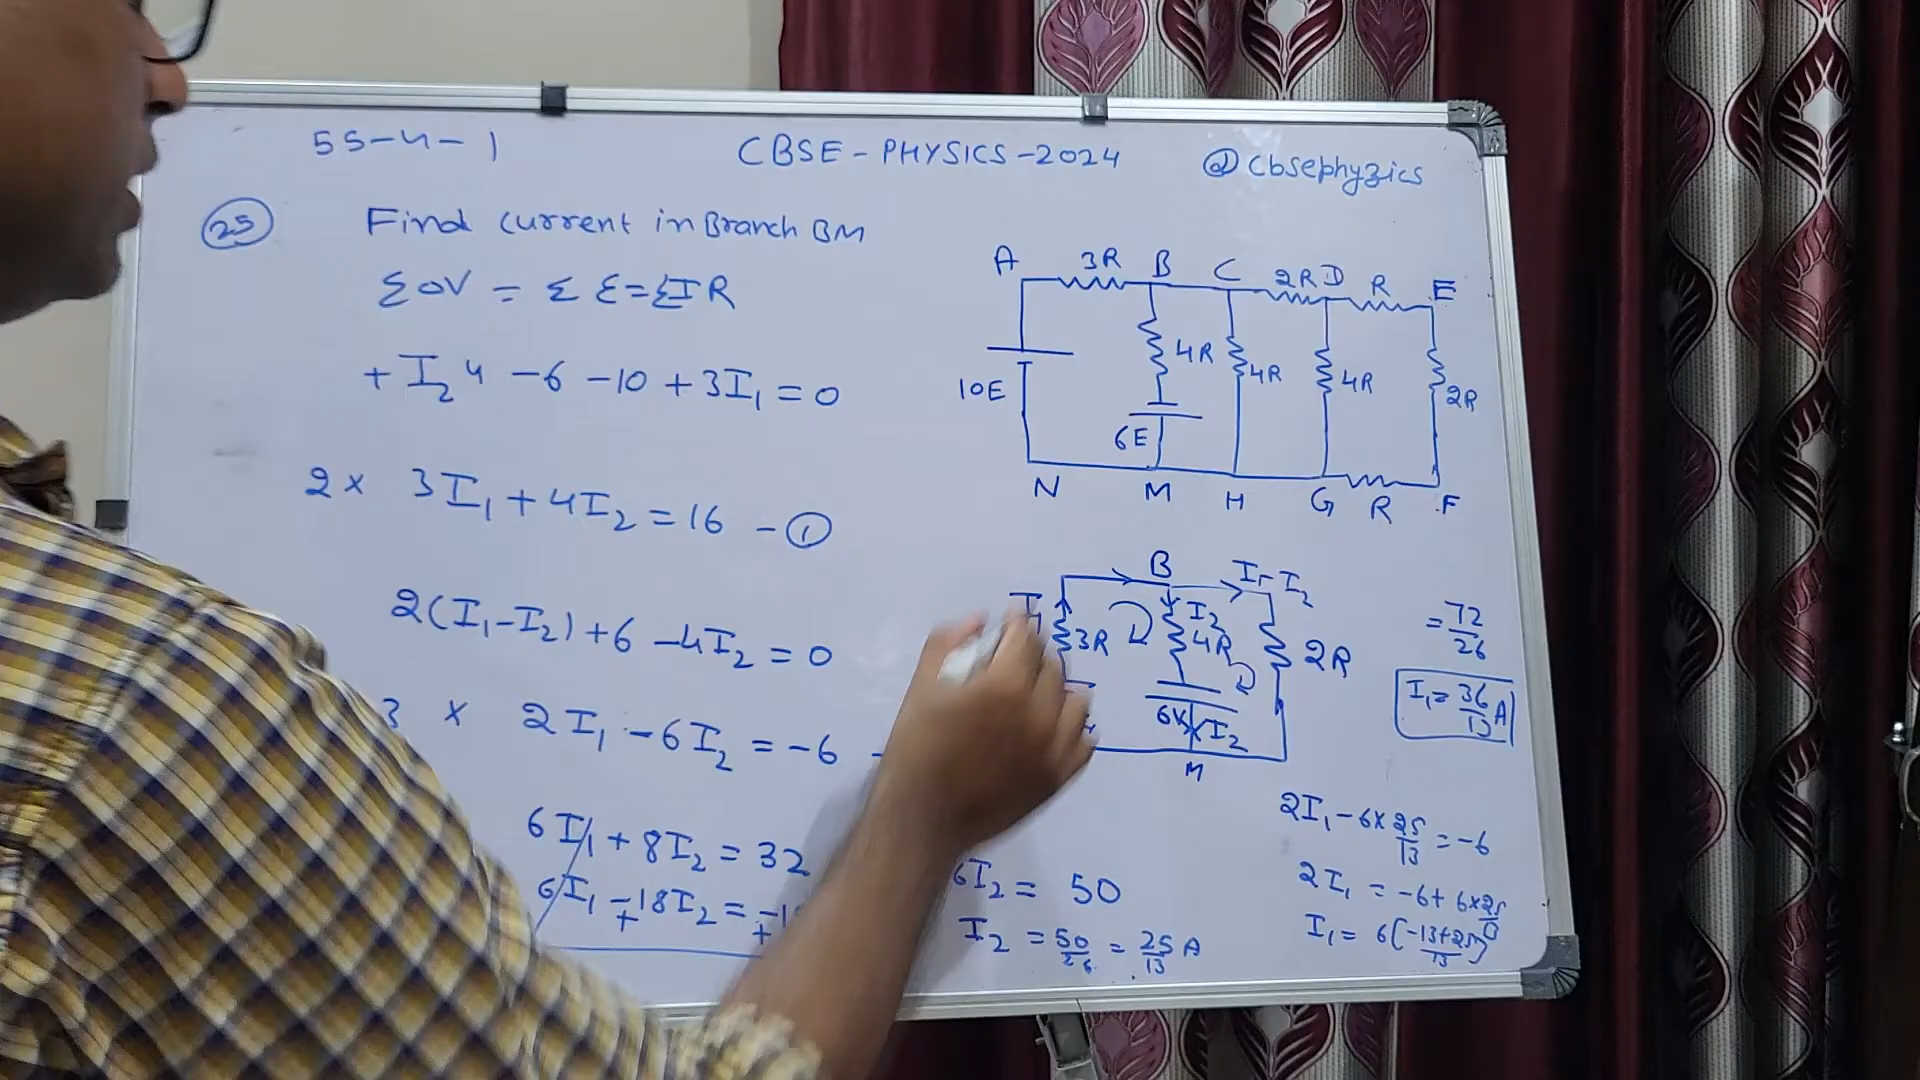 55-4-1
CBSE - PHYSICS - 2024
@cbsephyzics
25
Find current in Branch BM
ΣΔV = Σ ℰ = ΣIR
+ I₂4 - 6 - 10 + 3I₁ = 0
2 × 3I₁ + 4I₂ = 16 - ①
2(I₁-I₂) + 6 - 4I₂ = 0
3 × 2I₁ - 6I₂ = -6 -
6I₁ + 8I₂ = 32
6I₁ - 18I₂ =
+ +
6I₂ = 50
I₂ = 50/26 = 25/13 A
A 3R B C 2R D R E
4R 4R 4R 2R
10E
6E
N M H G R F
B I₁-I₂
I₂
3R 4R 2R
6V I₂
M
= 72/26
I₁ = 36/13 A
2I₁ - 6×25/13 = -6
2I₁ = -6 + 6×25/13
I₁ = 6[-13+25/13]